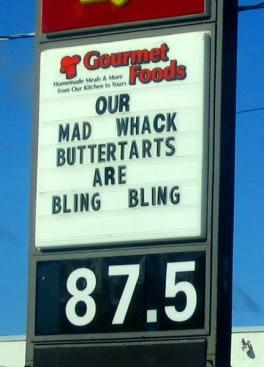 Gourmet
Foods
Homemade Meals & More
from Our Kitchen to Yours
OUR
MAD WHACK
BUTTERTARTS
ARE
BLING BLING
87.5